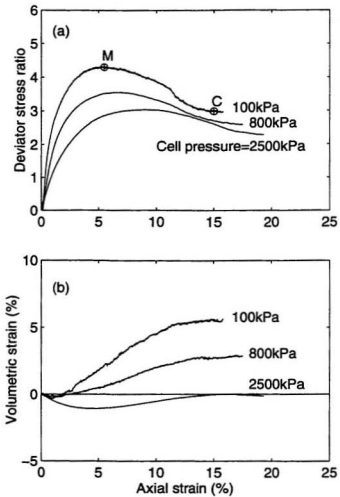 (a)
Deviator stress ratio
6
5
4
3
2
1
0
M
C
100kPa
800kPa
Cell pressure=2500kPa
0 5 10 15 20 25
(b)
Volumetric strain (%)
10
5
0
−5
100kPa
800kPa
2500kPa
0 5 10 15 20 25
Axial strain (%)